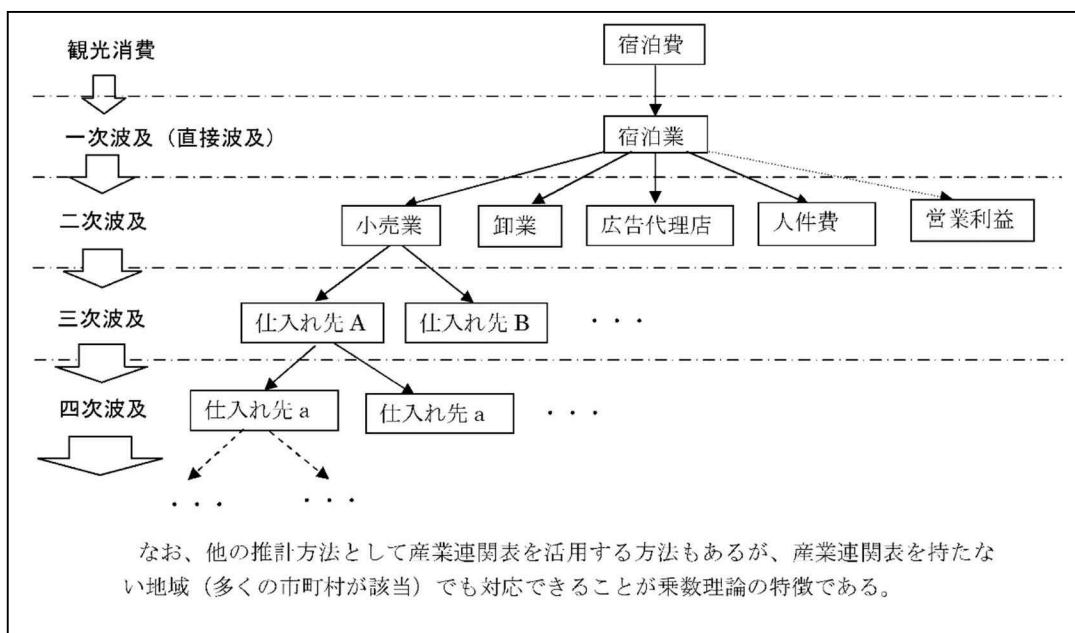 観光消費
宿泊費
一次波及（直接波及）
宿泊業
二次波及
小売業
卸業
広告代理店
人件費
営業利益
三次波及
仕入れ先 A
仕入れ先 B
・・・
四次波及
仕入れ先 a
仕入れ先 a
・・・
・・・
・・・
なお、他の推計方法として産業連関表を活用する方法もあるが、産業連関表を持たな
い地域（多くの市町村が該当）でも対応できることが乗数理論の特徴である。